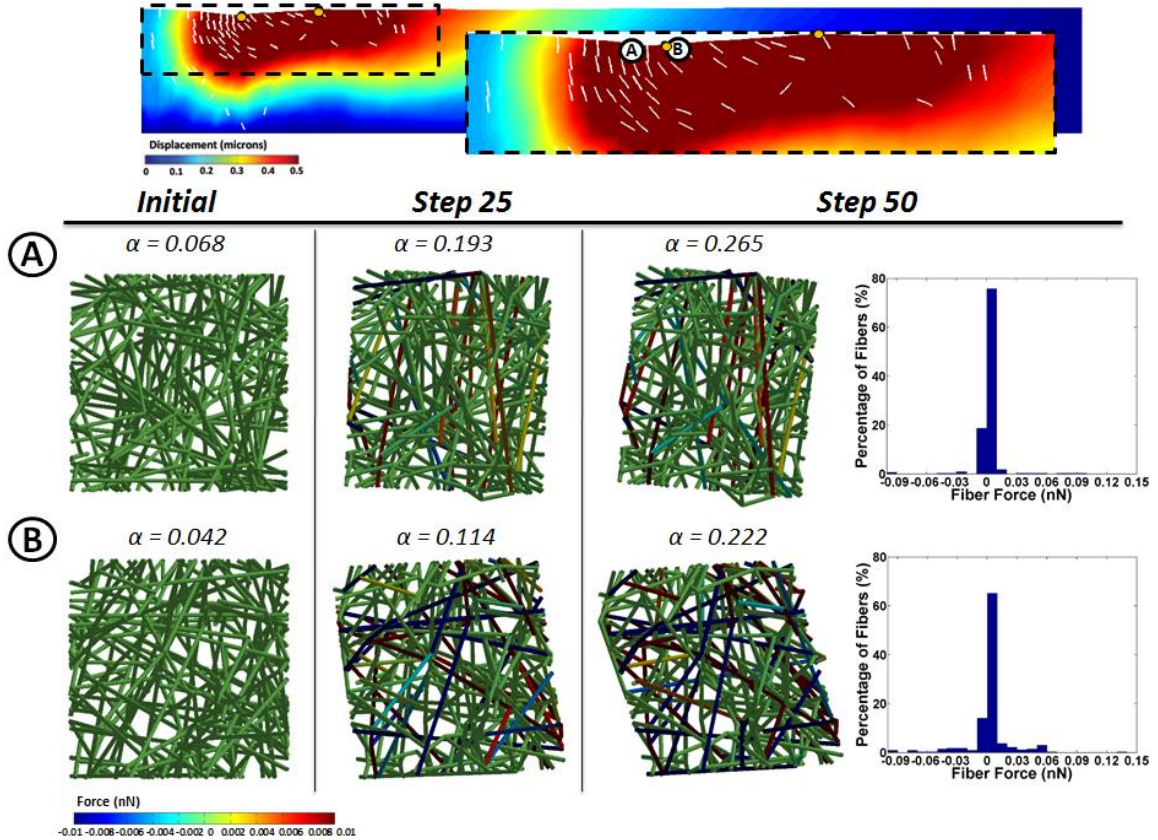 A B
Displacement (microns)
0 0.1 0.2 0.3 0.4 0.5
Initial Step 25 Step 50
A
α = 0.068 α = 0.193 α = 0.265
Percentage of Fibers (%)
80
60
40
20
0
-0.09 -0.06 -0.03 0 0.03 0.06 0.09 0.12 0.15
Fiber Force (nN)
B
α = 0.042 α = 0.114 α = 0.222
Percentage of Fibers (%)
80
60
40
20
0
-0.09 -0.06 -0.03 0 0.03 0.06 0.09 0.12 0.15
Fiber Force (nN)
Force (nN)
-0.01 -0.008 -0.006 -0.004 -0.002 0 0.002 0.004 0.006 0.008 0.01